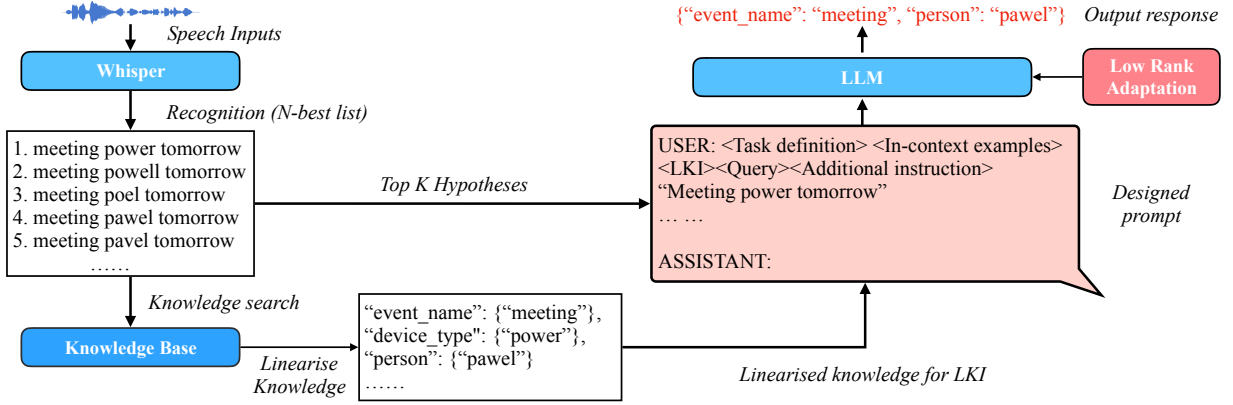 {“event_name”: “meeting”, “person”: “pawel”}
Output response
Speech Inputs
Whisper
LLM
Low Rank
Adaptation
Recognition (N-best list)
1. meeting power tomorrow
2. meeting powell tomorrow
3. meeting poel tomorrow
4. meeting pawel tomorrow
5. meeting pavel tomorrow
……
Top K Hypotheses
USER: <Task definition> <In-context examples>
<LKI><Query><Additional instruction>
“Meeting power tomorrow”
… …
ASSISTANT:
Designed
prompt
Knowledge search
Knowledge Base
Linearise
Knowledge
“event_name”: {“meeting”},
“device_type": {“power”},
“person”: {“pawel”}
……
Linearised knowledge for LKI